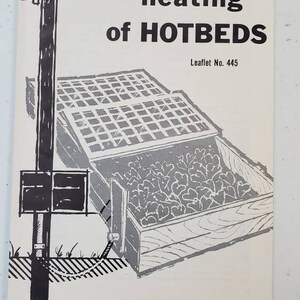 heating
of HOTBEDS
Leaflet No. 445